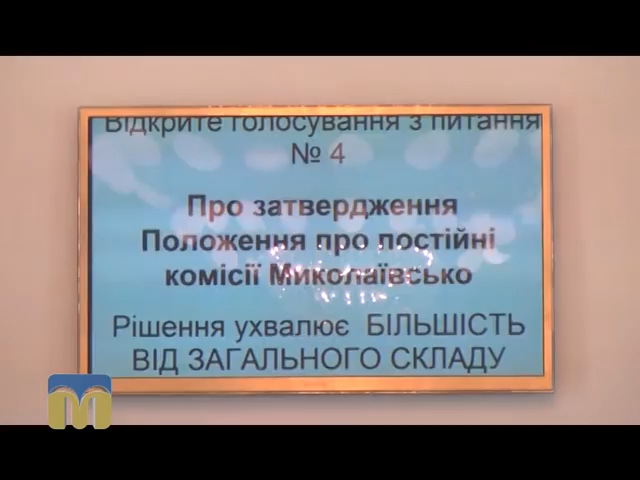 Відкрите голосування з питання
№ 4
Про затвердження
Положення про постійні
комісії Миколаївсько
Рішення ухвалює БІЛЬШІСТЬ
ВІД ЗАГАЛЬНОГО СКЛАДУ